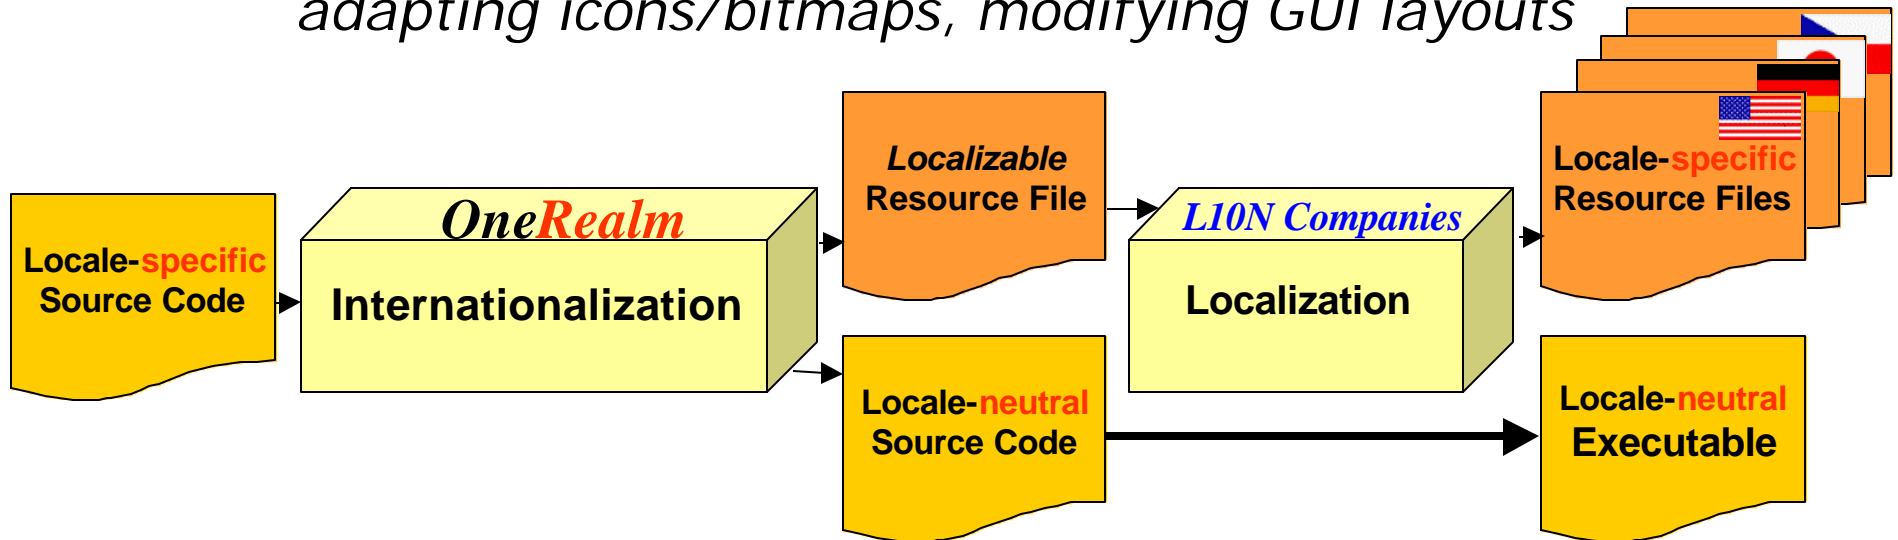 adapting icons/bitmaps, modifying GUI layouts
Locale-specific
Source Code
OneRealm
Internationalization
Localizable
Resource File
Locale-neutral
Source Code
L10N Companies
Localization
Locale-specific
Resource Files
Locale-neutral
Executable